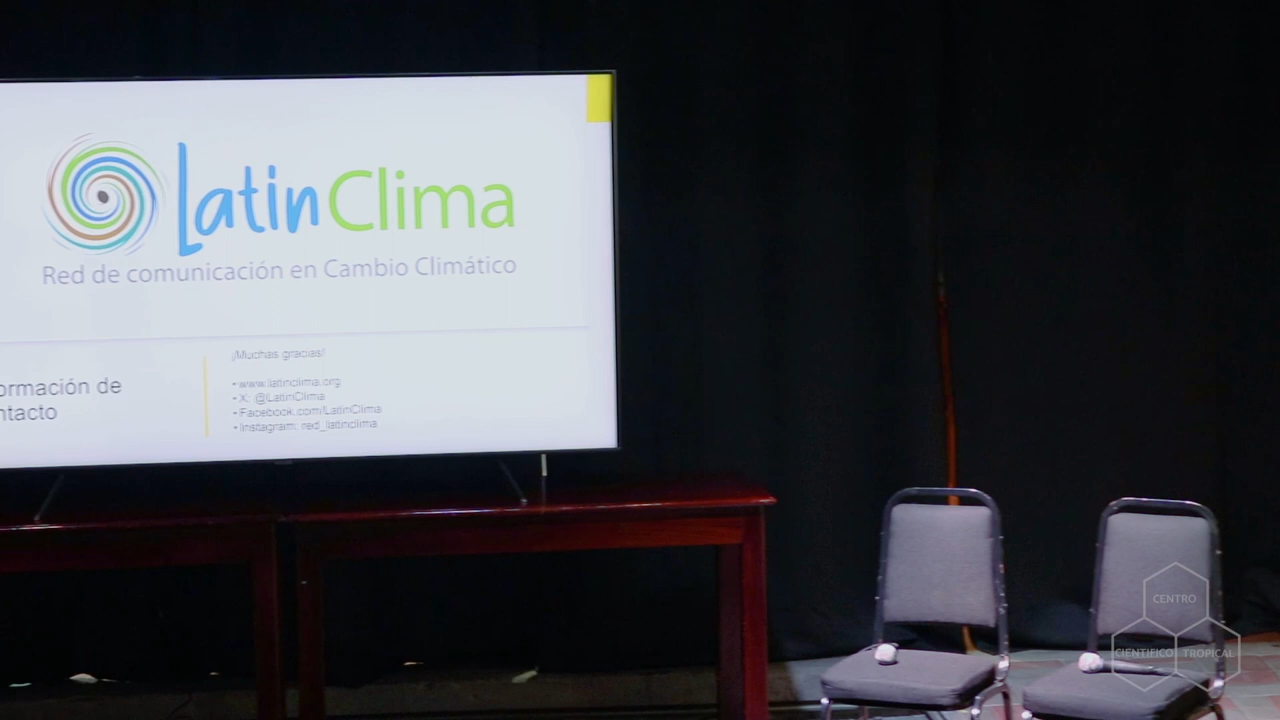 LatinClima
Red de comunicación en Cambio Climático
¡Muchas gracias!
ormación de
ntacto
• www.latinclima.org
• X: @LatinClima
• Facebook.com/LatinClima
• Instagram: red_latinclima
CENTRO
CIENTIFICO TROPICAL